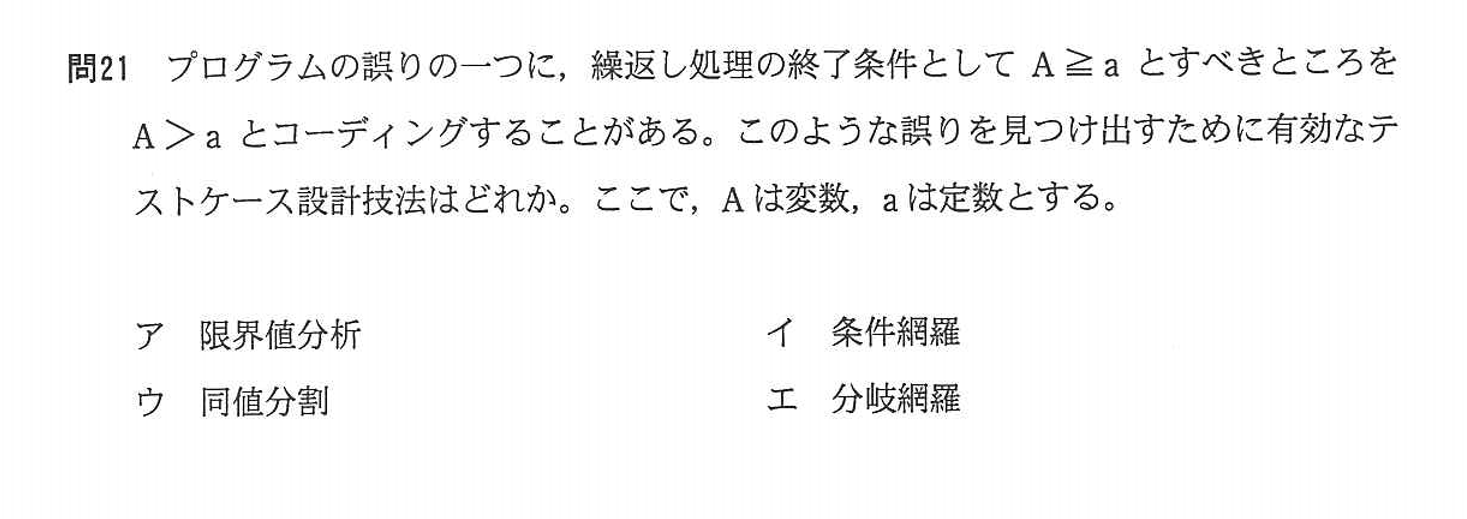 問21 プログラムの誤りの一つに，繰返し処理の終了条件として A≧a とすべきところを
A＞a とコーディングすることがある。このような誤りを見つけ出すために有効なテ
ストケース設計技法はどれか。ここで，Aは変数，aは定数とする。
ア 限界値分析 イ 条件網羅
ウ 同値分割 エ 分岐網羅